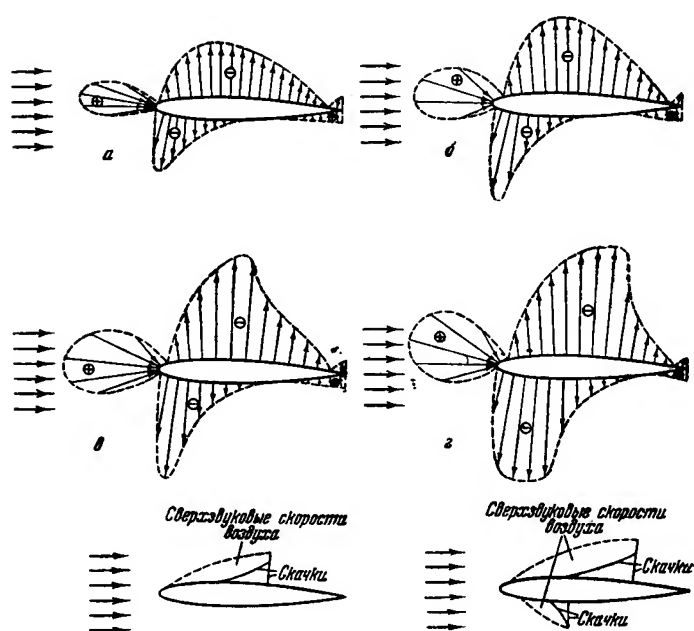 а
б
в
г
Сверхзвуковые скорости
воздуха
Скачки
Сверхзвуковые скорости
воздуха
Скачки
Скачки